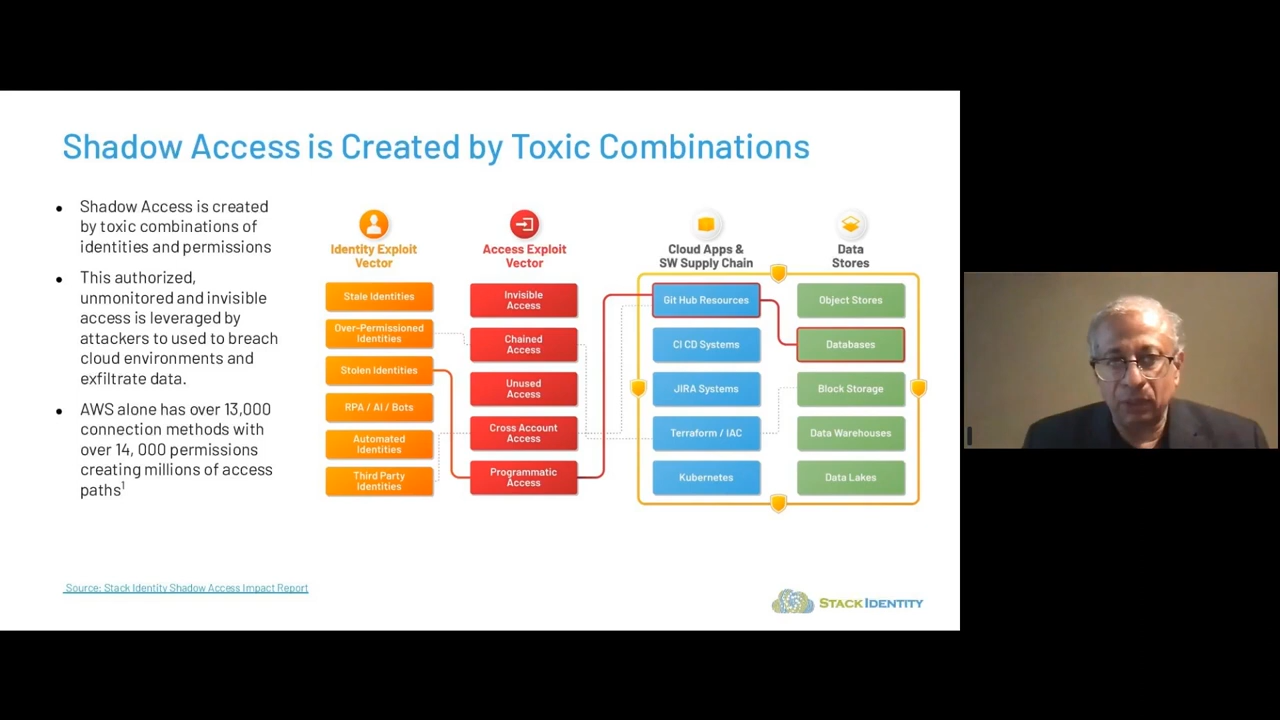 Shadow Access is Created by Toxic Combinations
Shadow Access is created
by toxic combinations of
identities and permissions
This authorized,
unmonitored and invisible
access is leveraged by
attackers to used to breach
cloud environments and
exfiltrate data.
AWS alone has over 13,000
connection methods with
over 14, 000 permissions
creating millions of access
paths¹
Identity Exploit
Vector
Stale Identities
Over-Permissioned
Identities
Stolen Identities
RPA / AI / Bots
Automated
Identities
Third Party
Identities
Access Exploit
Vector
Invisible
Access
Chained
Access
Unused
Access
Cross Account
Access
Programmatic
Access
Cloud Apps &
SW Supply Chain
Git Hub Resources
CI CD Systems
JIRA Systems
Terraform / IAC
Kubernetes
Data
Stores
Object Stores
Databases
Block Storage
Data Warehouses
Data Lakes
Source: Stack Identity Shadow Access Impact Report
STACK IDENTITY